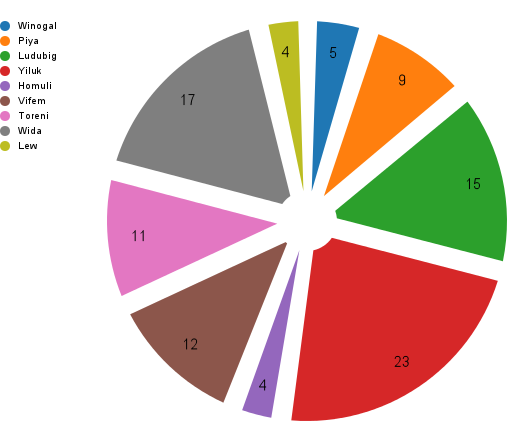 Winogal
Piya
Ludubig
Yiluk
Homuli
Vifem
Toreni
Wida
Lew
5
9
15
23
4
12
11
17
4